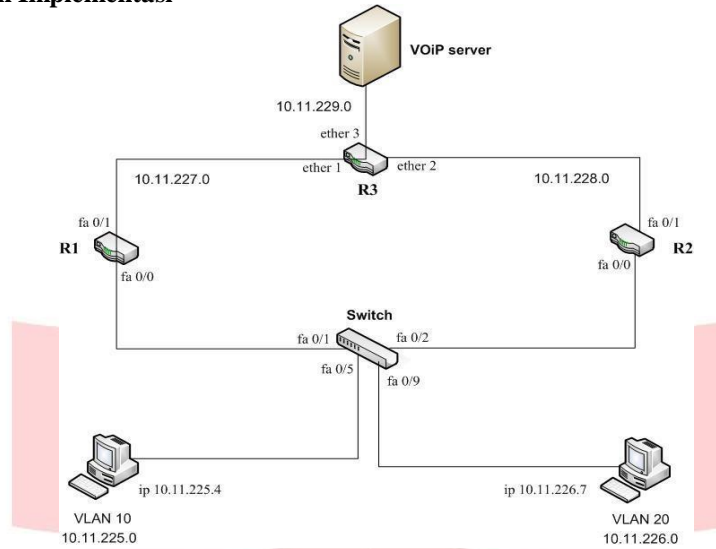 Implementasi
VOiP server
10.11.229.0
ether 3
ether 1
ether 2
R3
10.11.227.0
10.11.228.0
fa 0/1
R1
fa 0/0
fa 0/1
R2
fa 0/0
Switch
fa 0/1
fa 0/2
fa 0/5
fa 0/9
ip 10.11.225.4
ip 10.11.226.7
VLAN 10
10.11.225.0
VLAN 20
10.11.226.0